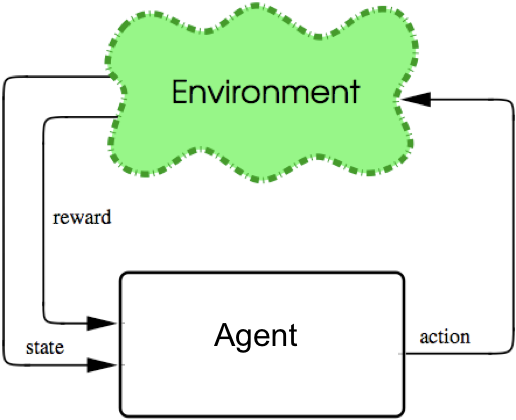 Environment
reward
Agent
action
state